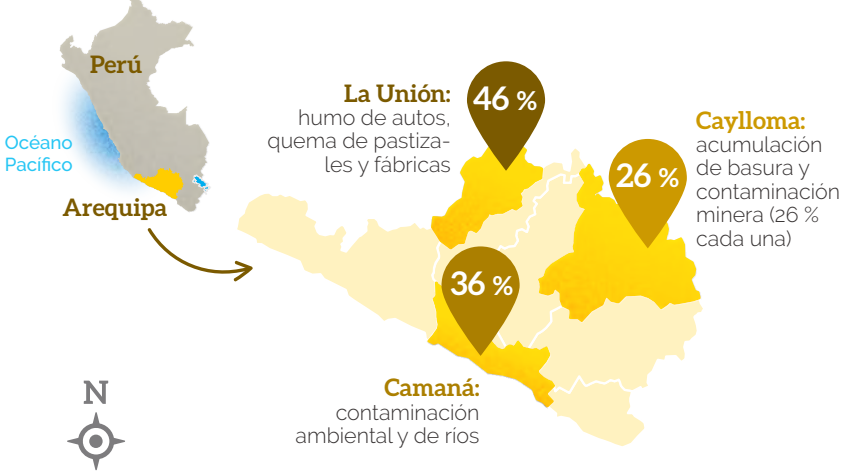 Perú
Océano
Pacífico
Arequipa
La Unión:
humo de autos,
quema de pastiza-
les y fábricas
46 %
Caylloma:
acumulación
de basura y
contaminación
minera (26 %
cada una)
26 %
36 %
Camaná:
contaminación
ambiental y de ríos
N